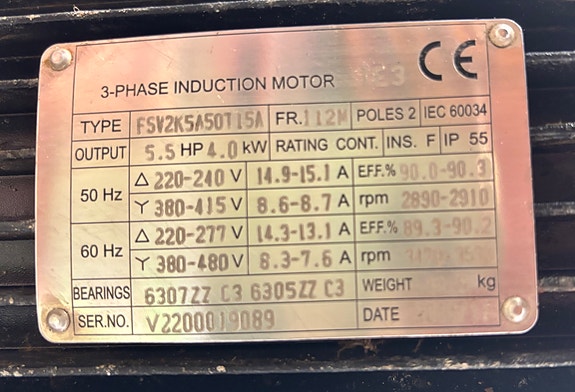 CE
3-PHASE INDUCTION MOTOR
TYPE FSV2K5A50T15A FR. 112M POLES 2 IEC 60034
OUTPUT 5.5 HP 4.0 kW RATING CONT. INS. F IP 55
50 Hz
Δ 220-240 V 14.9-15.1 A EFF.% 90.0-90.3
Y 380-415 V 8.6-8.7 A rpm 2890-2910
60 Hz
Δ 220-277 V 14.3-13.1 A EFF.% 89.3-90.2
Y 380-480 V 8.3-7.6 A rpm
BEARINGS 6307ZZ C3 6305ZZ C3 WEIGHT kg
SER.NO. V2200019089 DATE